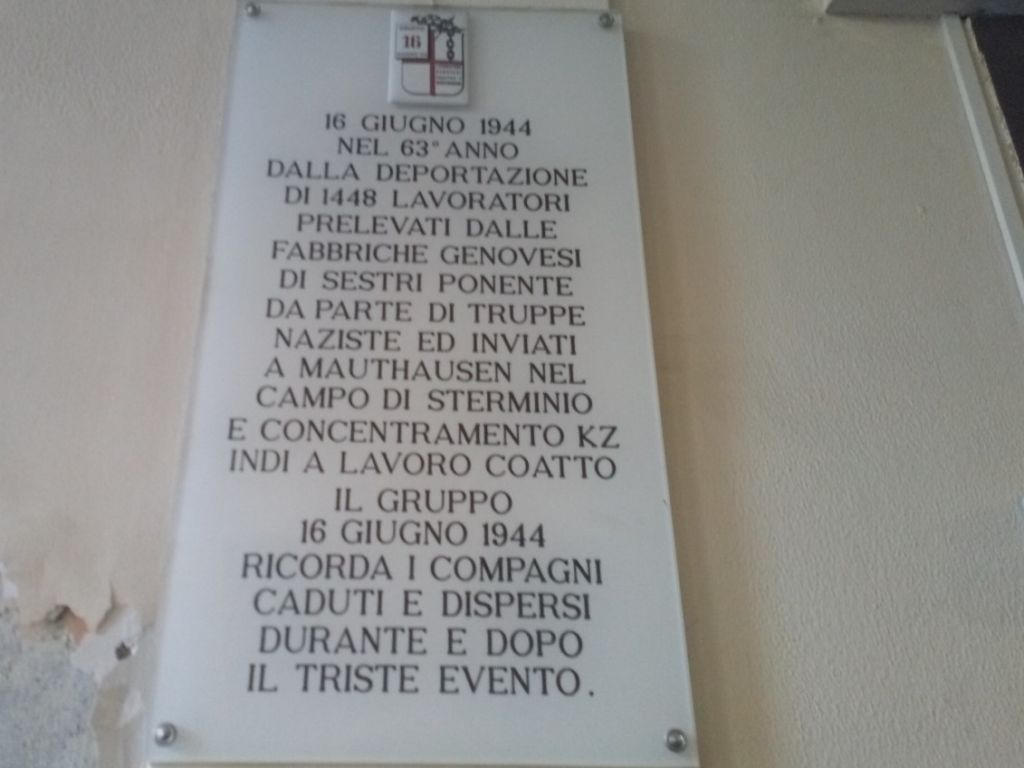 16
16 GIUGNO 1944
NEL 63° ANNO
DALLA DEPORTAZIONE
DI 1448 LAVORATORI
PRELEVATI DALLE
FABBRICHE GENOVESI
DI SESTRI PONENTE
DA PARTE DI TRUPPE
NAZISTE ED INVIATI
A MAUTHAUSEN NEL
CAMPO DI STERMINIO
E CONCENTRAMENTO KZ
INDI A LAVORO COATTO
IL GRUPPO
16 GIUGNO 1944
RICORDA I COMPAGNI
CADUTI E DISPERSI
DURANTE E DOPO
IL TRISTE EVENTO.